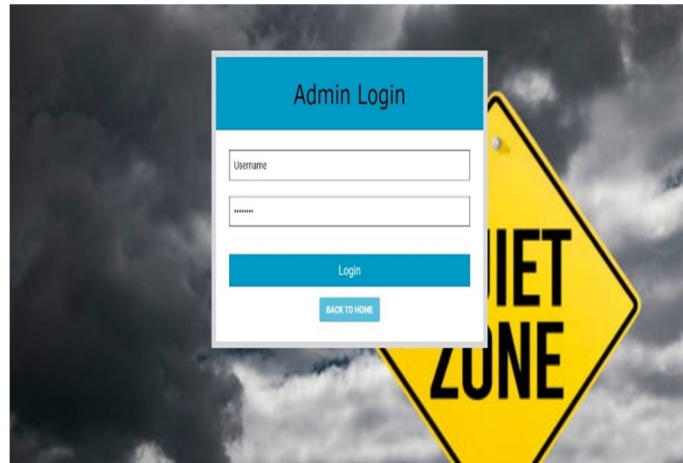 Admin Login
Username
••••••••
Login
BACK TO HOME
IET
ZONE